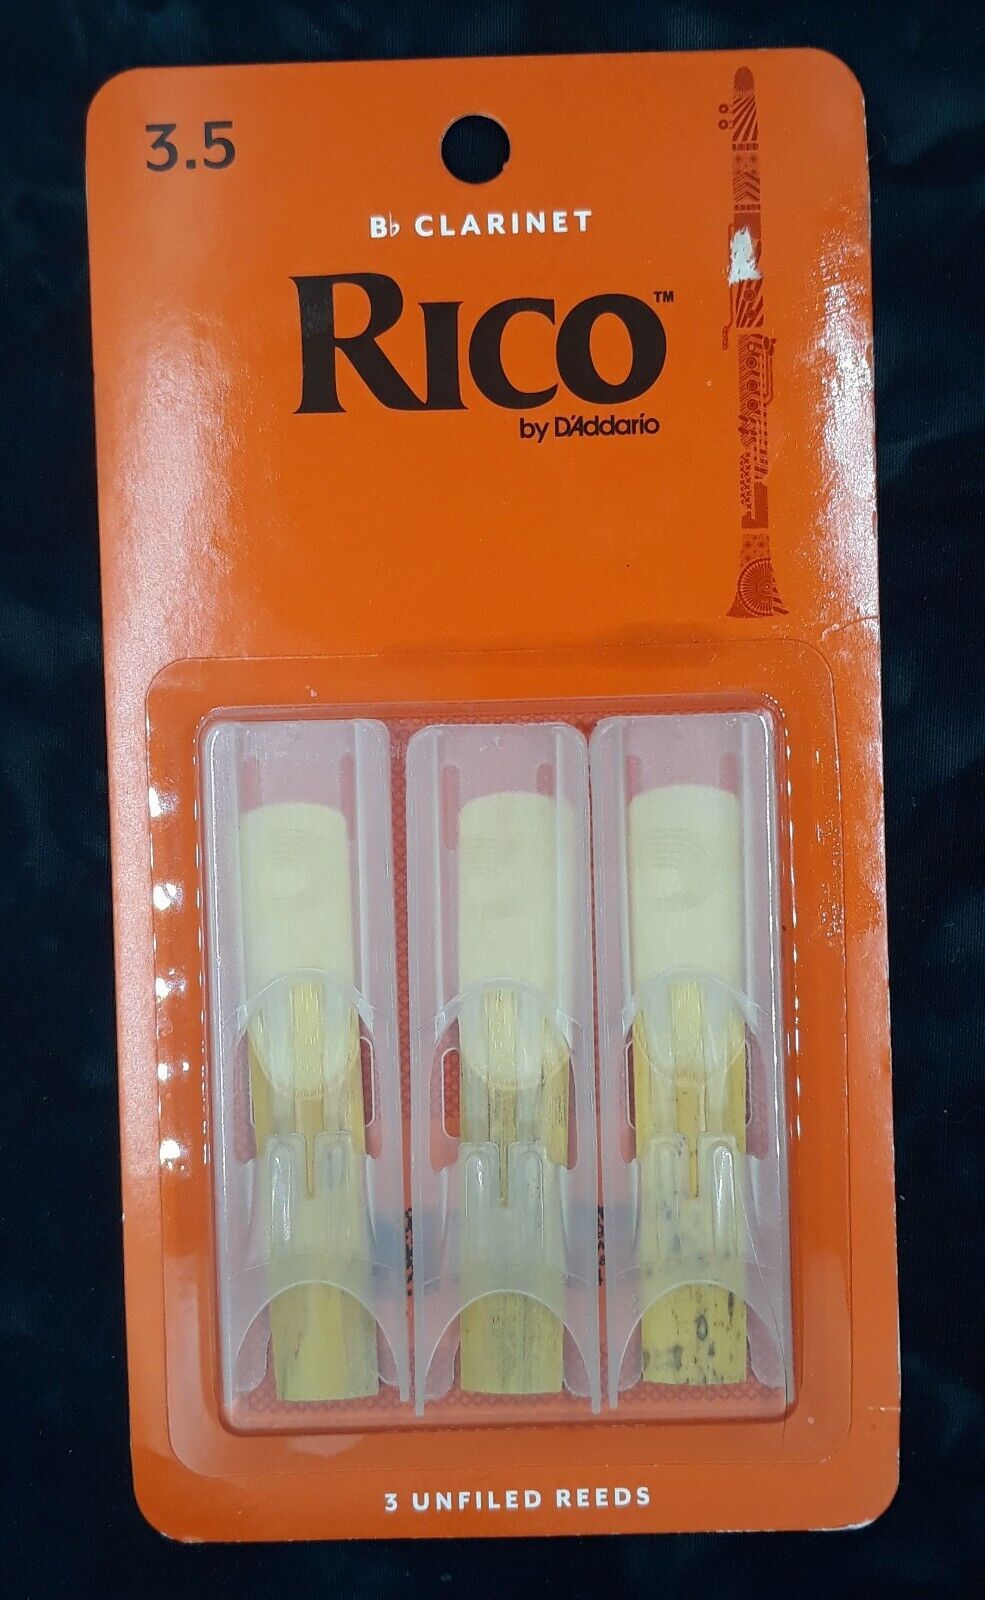 3.5
B♭ CLARINET
RICO™
by D'Addario
3 UNFILED REEDS